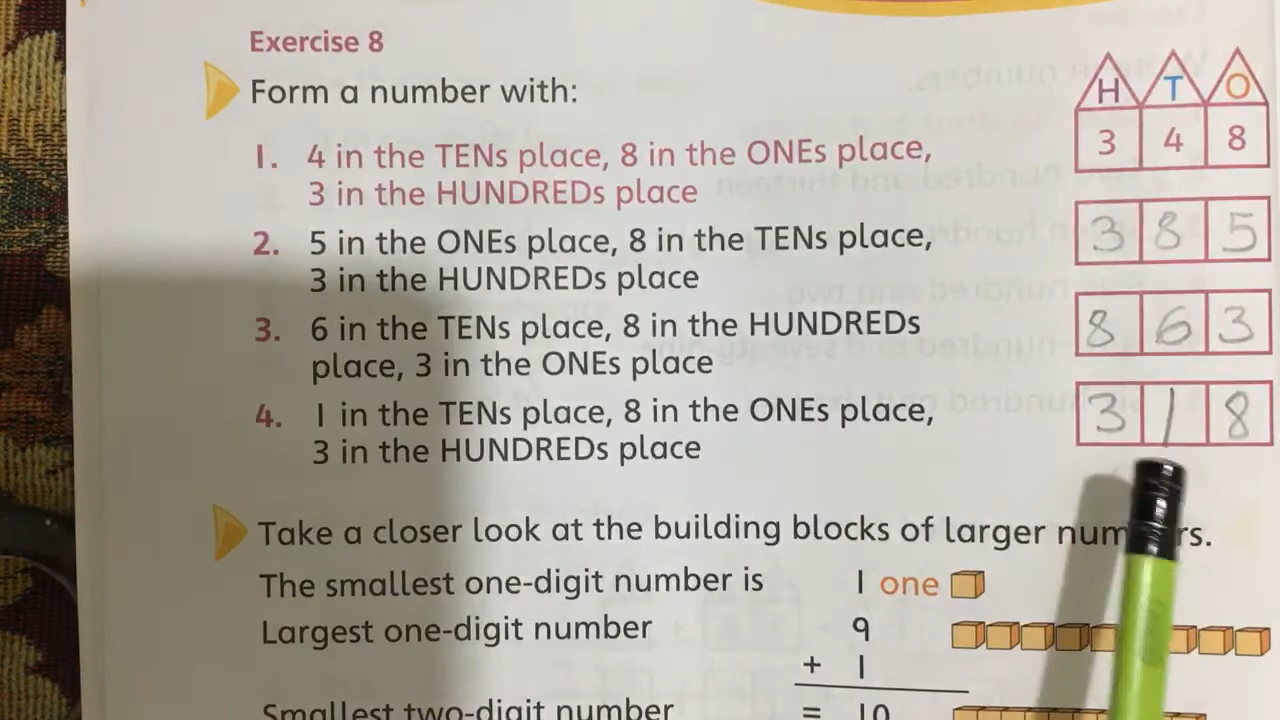 Exercise 8
Form a number with:
H T O
1. 4 in the TENs place, 8 in the ONEs place,
3 in the HUNDREDs place
3 4 8
2. 5 in the ONEs place, 8 in the TENs place,
3 in the HUNDREDs place
3 8 5
3. 6 in the TENs place, 8 in the HUNDREDs
place, 3 in the ONEs place
8 6 3
4. 1 in the TENs place, 8 in the ONEs place,
3 in the HUNDREDs place
3 1 8
Take a closer look at the building blocks of larger
The smallest one-digit number is 1 one
Largest one-digit number 9
+ 1
Smallest two-digit number = 10